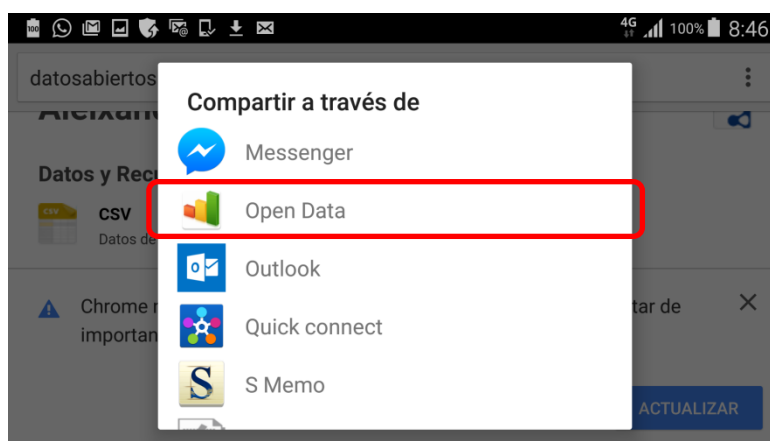 100
4G 100% 8:46
datosabiertos
Compartir a través de
Messenger
Datos y Rec
CSV
CSV
Open Data
Datos de
Outlook
Chrome
tar de
importan
Quick connect
S
S Memo
ACTUALIZAR